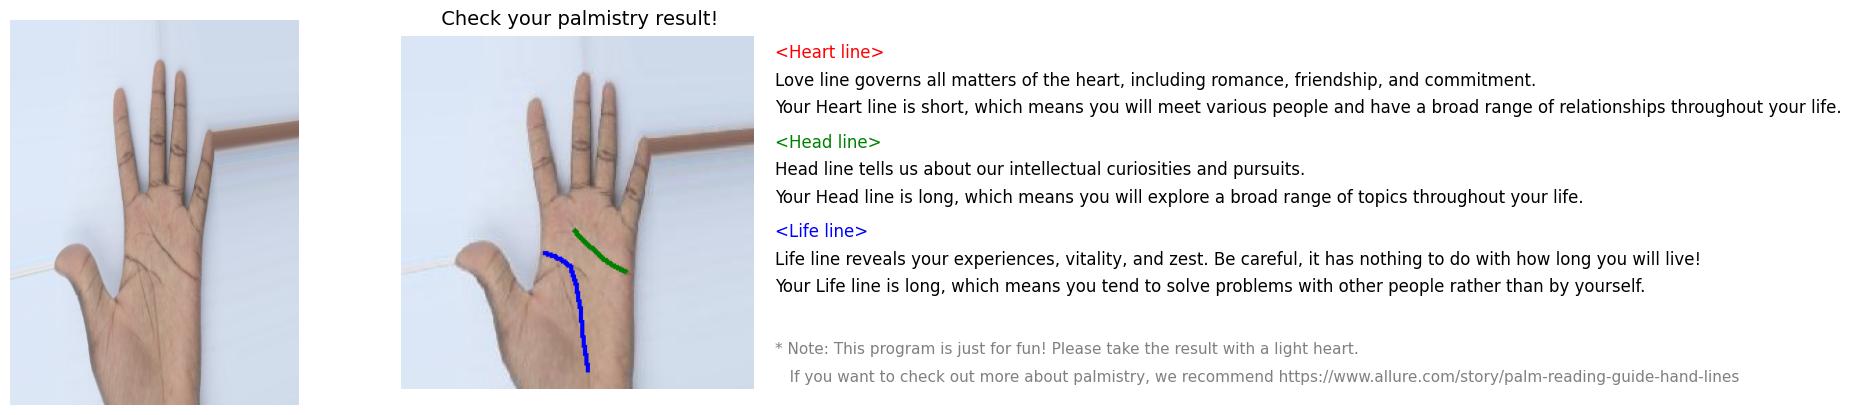 Check your palmistry result!
<Heart line>
Love line governs all matters of the heart, including romance, friendship, and commitment.
Your Heart line is short, which means you will meet various people and have a broad range of relationships throughout your life.
<Head line>
Head line tells us about our intellectual curiosities and pursuits.
Your Head line is long, which means you will explore a broad range of topics throughout your life.
<Life line>
Life line reveals your experiences, vitality, and zest. Be careful, it has nothing to do with how long you will live!
Your Life line is long, which means you tend to solve problems with other people rather than by yourself.
* Note: This program is just for fun! Please take the result with a light heart.
If you want to check out more about palmistry, we recommend https://www.allure.com/story/palm-reading-guide-hand-lines